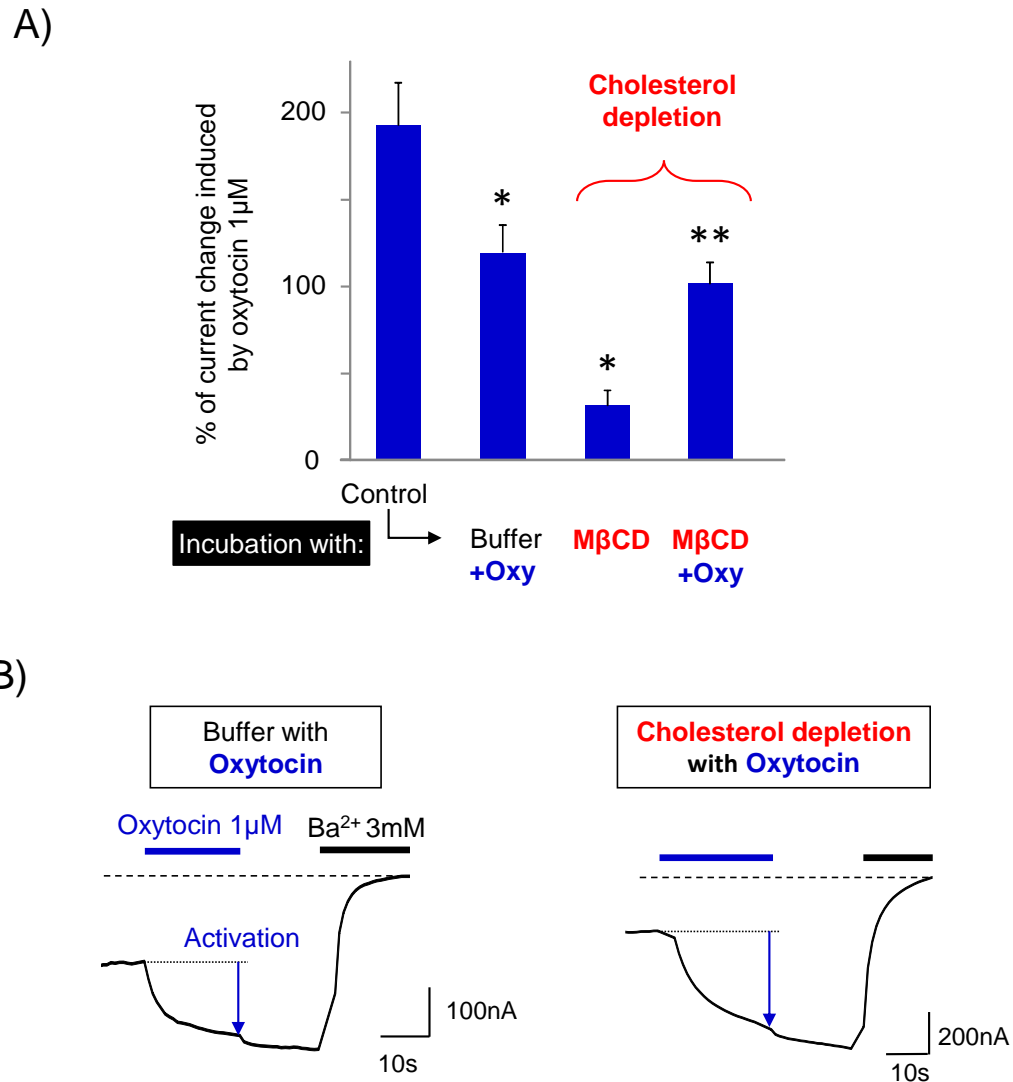 A)
% of current change induced
by oxytocin 1µM
200
100
0
Cholesterol
depletion
*
*
**
Control
Incubation with:
Buffer
+Oxy
MβCD
MβCD
+Oxy
B)
Buffer with
Oxytocin
Cholesterol depletion
with Oxytocin
Oxytocin 1µM
Ba²⁺ 3mM
Activation
100nA
10s
200nA
10s